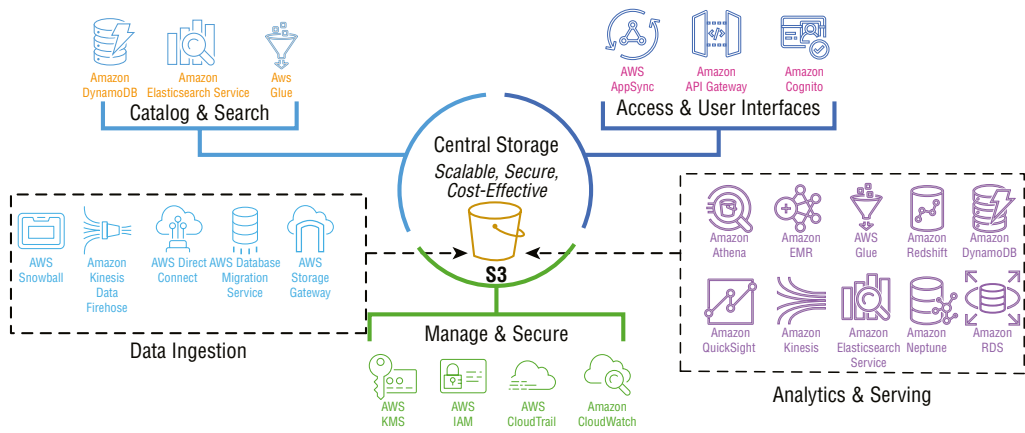 Amazon
DynamoDB
Amazon
Elasticsearch Service
Aws
Glue
Catalog & Search
AWS
AppSync
Amazon
API Gateway
Amazon
Cognito
Access & User Interfaces
Central Storage
Scalable, Secure,
Cost-Effective
S3
AWS
Snowball
Amazon
Kinesis
Data
Firehose
AWS Direct
Connect
AWS Database
Migration
Service
AWS
Storage
Gateway
Data Ingestion
Amazon
Athena
Amazon
EMR
AWS
Glue
Amazon
Redshift
Amazon
DynamoDB
Amazon
QuickSight
Amazon
Kinesis
Amazon
Elasticsearch
Service
Amazon
Neptune
Amazon
RDS
Analytics & Serving
Manage & Secure
AWS
KMS
AWS
IAM
AWS
CloudTrail
Amazon
CloudWatch